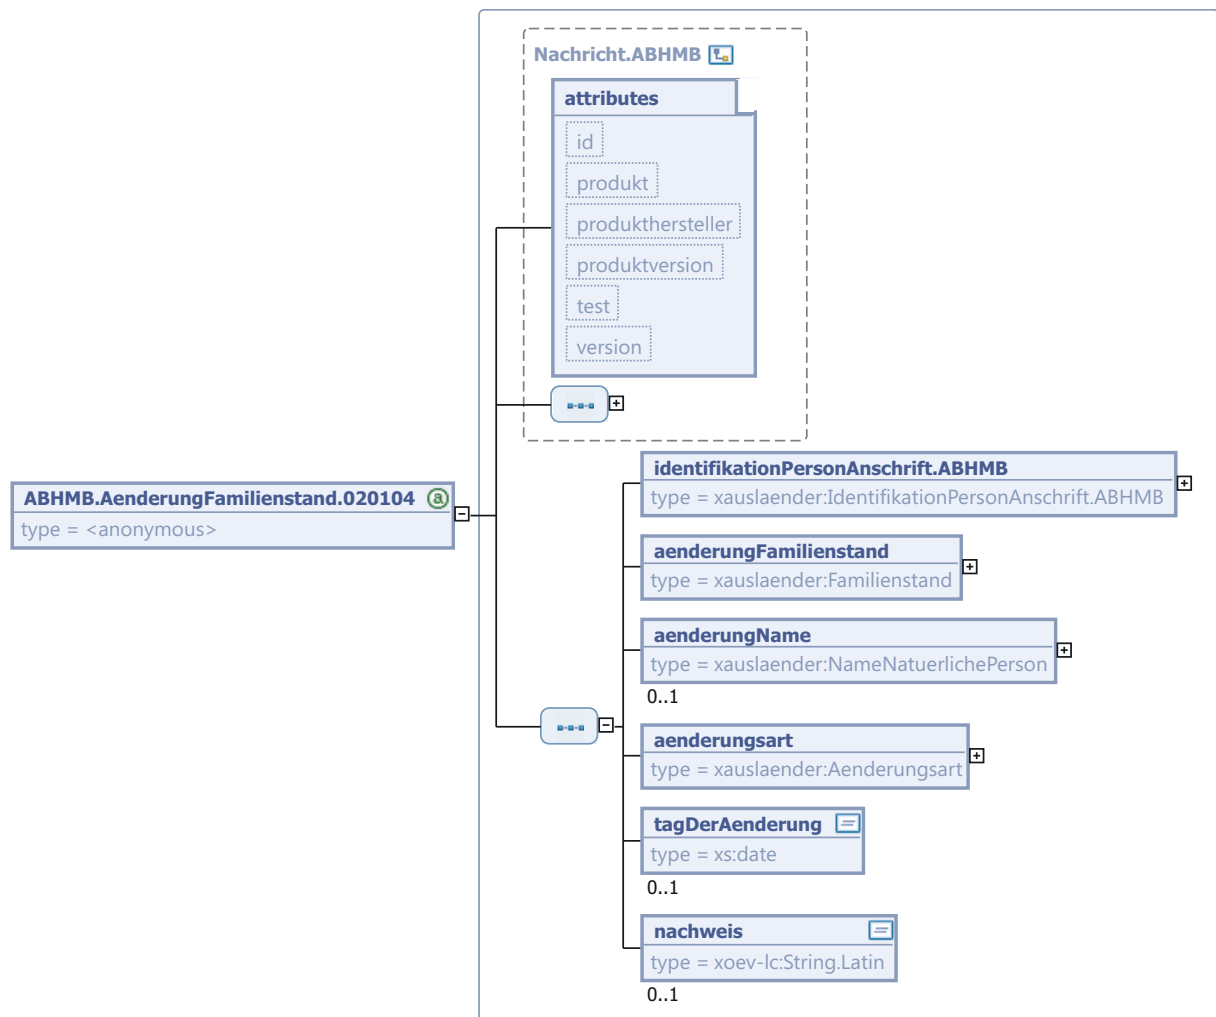 Nachricht.ABHMB
attributes
id
produkt
produkthersteller
produktversion
test
version
ABHMB.AenderungFamilienstand.020104 a
type = <anonymous>
identifikationPersonAnschrift.ABHMB
type = xauslaender:IdentifikationPersonAnschrift.ABHMB
aenderungFamilienstand
type = xauslaender:Familienstand
aenderungName
type = xauslaender:NameNatuerlichePerson
0..1
aenderungsart
type = xauslaender:Aenderungsart
tagDerAenderung
type = xs:date
0..1
nachweis
type = xoev-lc:String.Latin
0..1